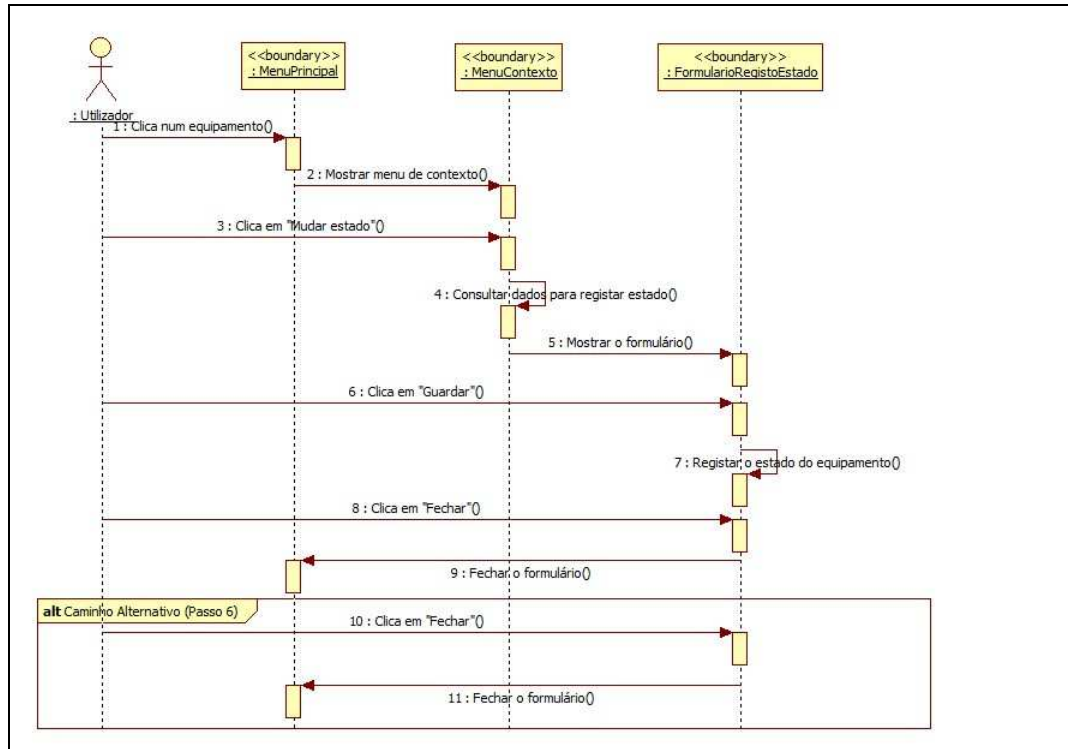 <<boundary>>
: MenuPrincipal
<<boundary>>
: MenuContexto
<<boundary>>
: FormularioRegistoEstado
: Utilizador
1 : Clica num equipamento()
2 : Mostrar menu de contexto()
3 : Clica em "Mudar estado"()
4 : Consultar dados para registar estado()
5 : Mostrar o formulário()
6 : Clica em "Guardar"()
7 : Registar o estado do equipamento()
8 : Clica em "Fechar"()
9 : Fechar o formulário()
alt Caminho Alternativo (Passo 6)
10 : Clica em "Fechar"()
11 : Fechar o formulário()